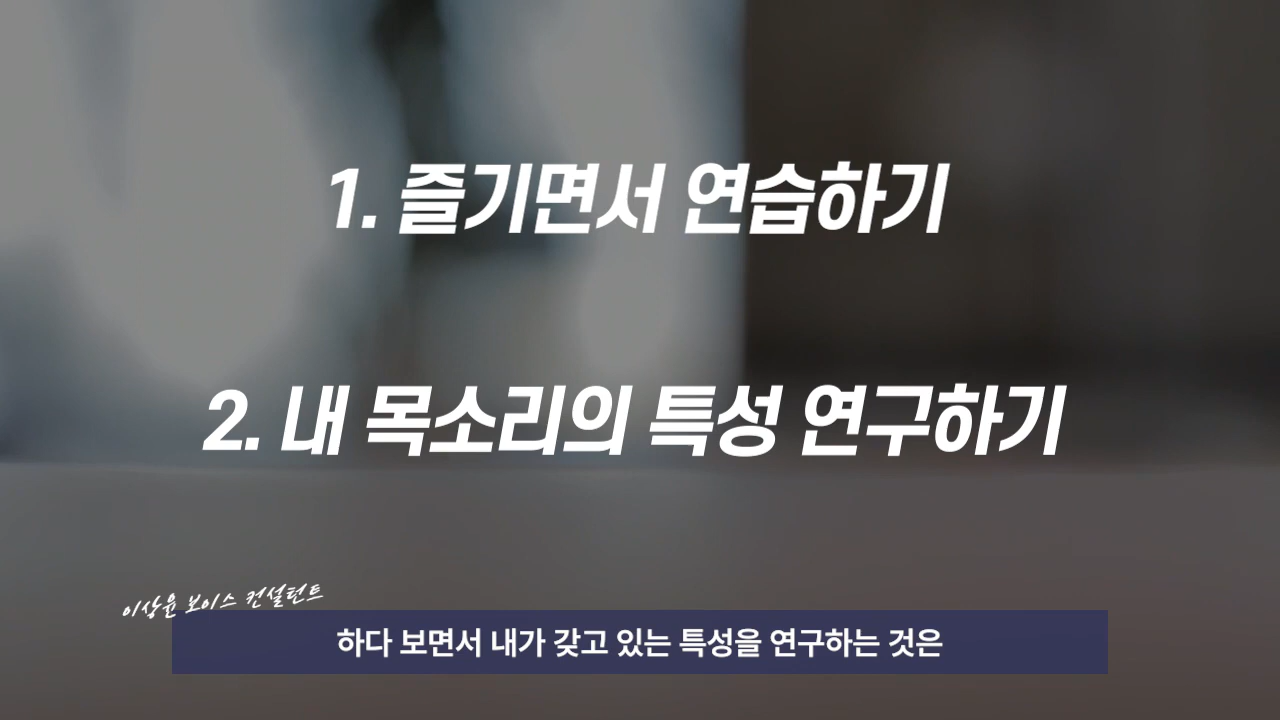 1. 즐기면서 연습하기
2. 내 목소리의 특성 연구하기
이상윤 보이스 컨설턴트
하다 보면서 내가 갖고 있는 특성을 연구하는 것은